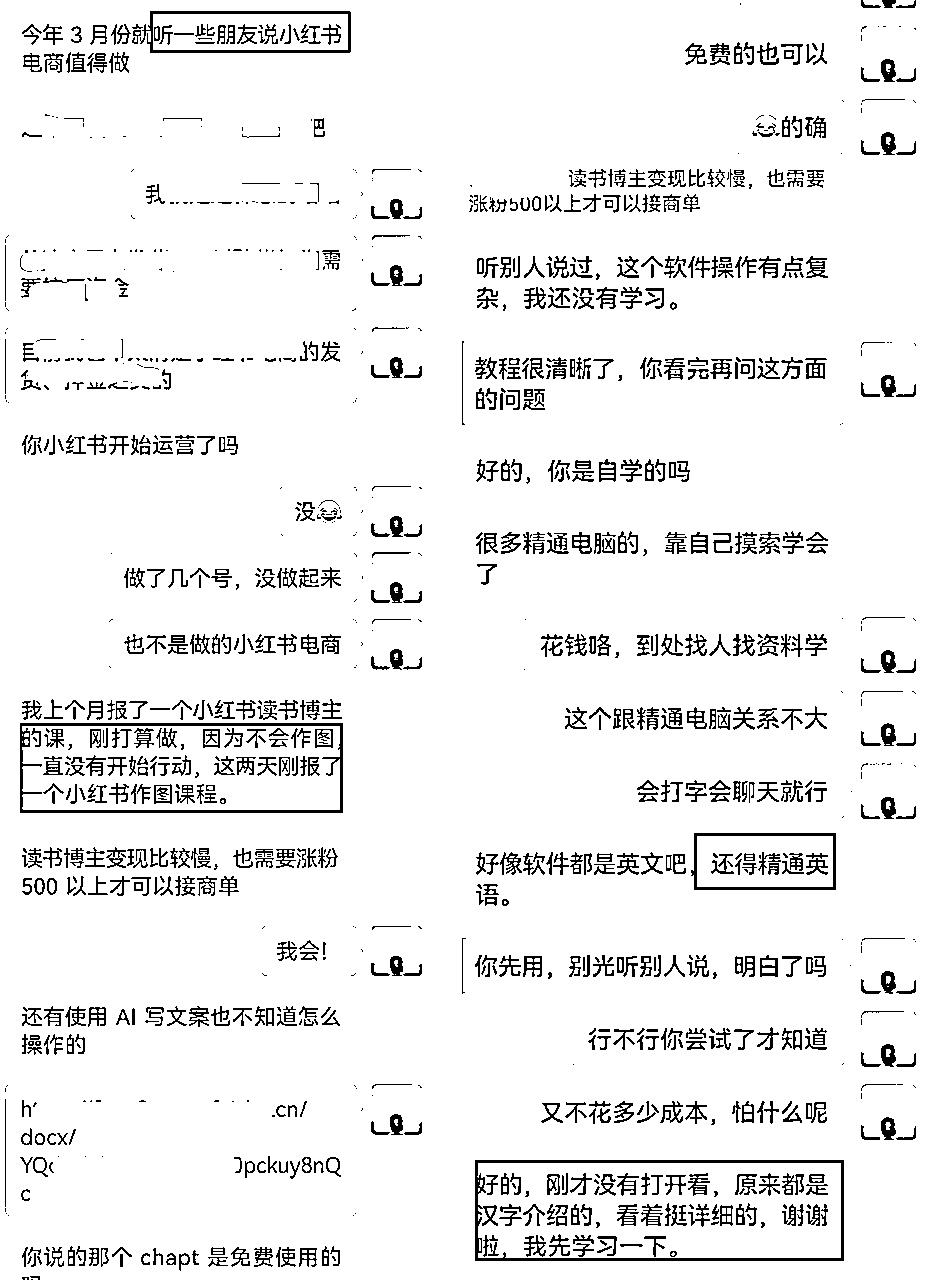 今年 3 月份就听一些朋友说小红书
电商值得做
吧
我
需
的发
你小红书开始运营了吗
没😂
做了几个号，没做起来
也不是做的小红书电商
我上个月报了一个小红书读书博主
的课，刚打算做，因为不会作图，
一直没有开始行动，这两天刚报了
一个小红书作图课程。
读书博主变现比较慢，也需要涨粉
500 以上才可以接商单
我会！
还有使用 AI 写文案也不知道怎么
操作的
.cn/
docx/
pckuy8nQ
c
你说的那个 chapt 是免费使用的
吗
免费的也可以
😂的确
读书博主变现比较慢，也需要
涨粉500以上才可以接商单
听别人说过，这个软件操作有点复
杂，我还没有学习。
教程很清晰了，你看完再问这方面
的问题
好的，你是自学的吗
很多精通电脑的，靠自己摸索学会
了
花钱咯，到处找人找资料学
这个跟精通电脑关系不大
会打字会聊天就行
好像软件都是英文吧，还得精通英
语。
你先用，别光听别人说，明白了吗
行不行你尝试了才知道
又不花多少成本，怕什么呢
好的，刚才没有打开看，原来都是
汉字介绍的，看着挺详细的，谢谢
啦，我先学习一下。